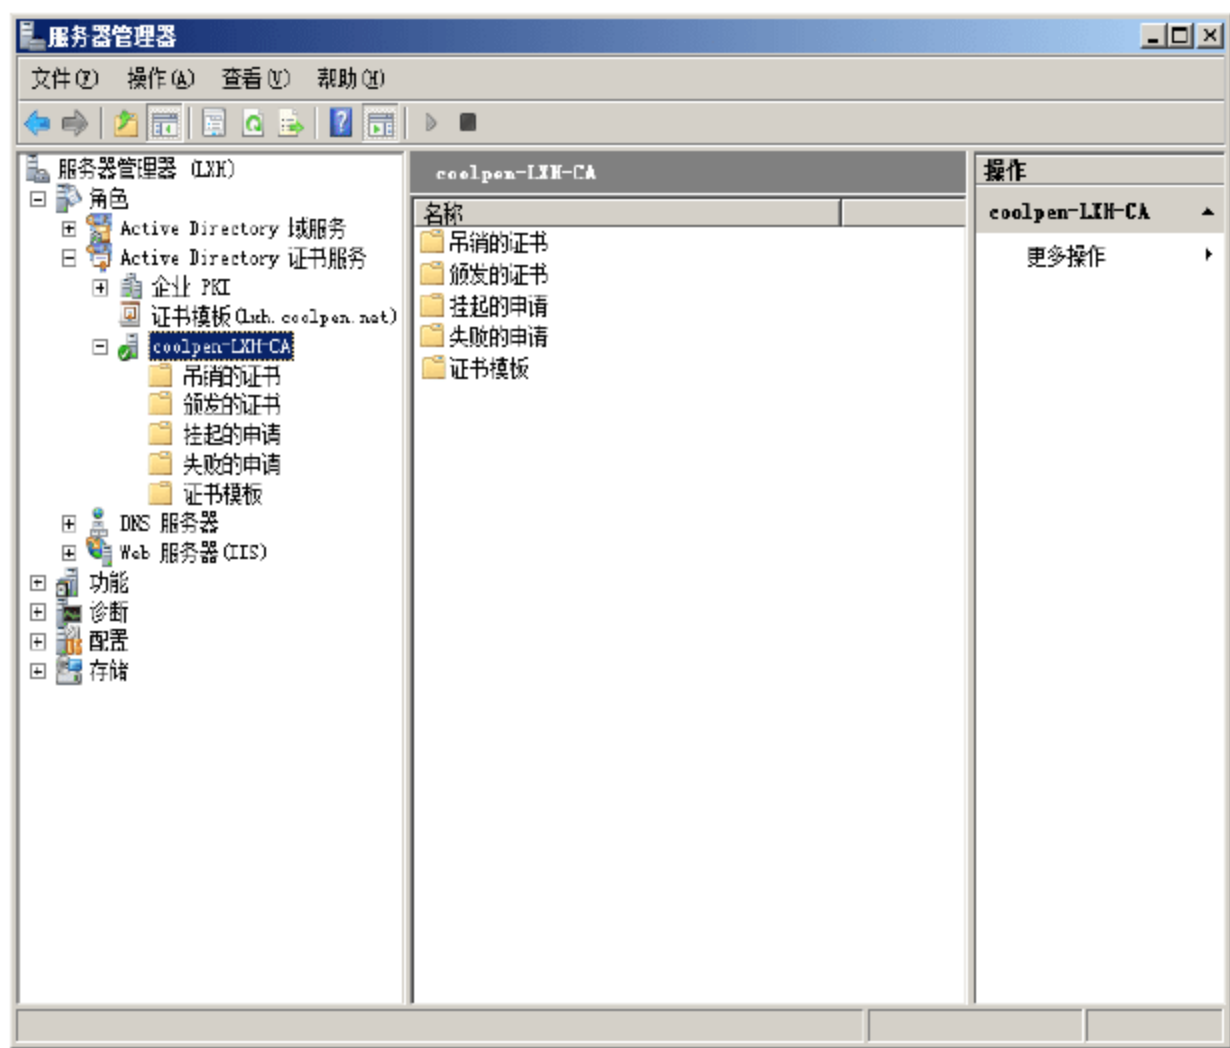 服务器管理器
文件(F) 操作(A) 查看(V) 帮助(H)
服务器管理器 (LXH)
角色
Active Directory 域服务
Active Directory 证书服务
企业 PKI
证书模板(lxh.coolpen.net)
coolpen-LXH-CA
吊销的证书
颁发的证书
挂起的申请
失败的申请
证书模板
DNS 服务器
Web 服务器(IIS)
功能
诊断
配置
存储
coolpen-LXH-CA
名称
吊销的证书
颁发的证书
挂起的申请
失败的申请
证书模板
操作
coolpen-LXH-CA
更多操作